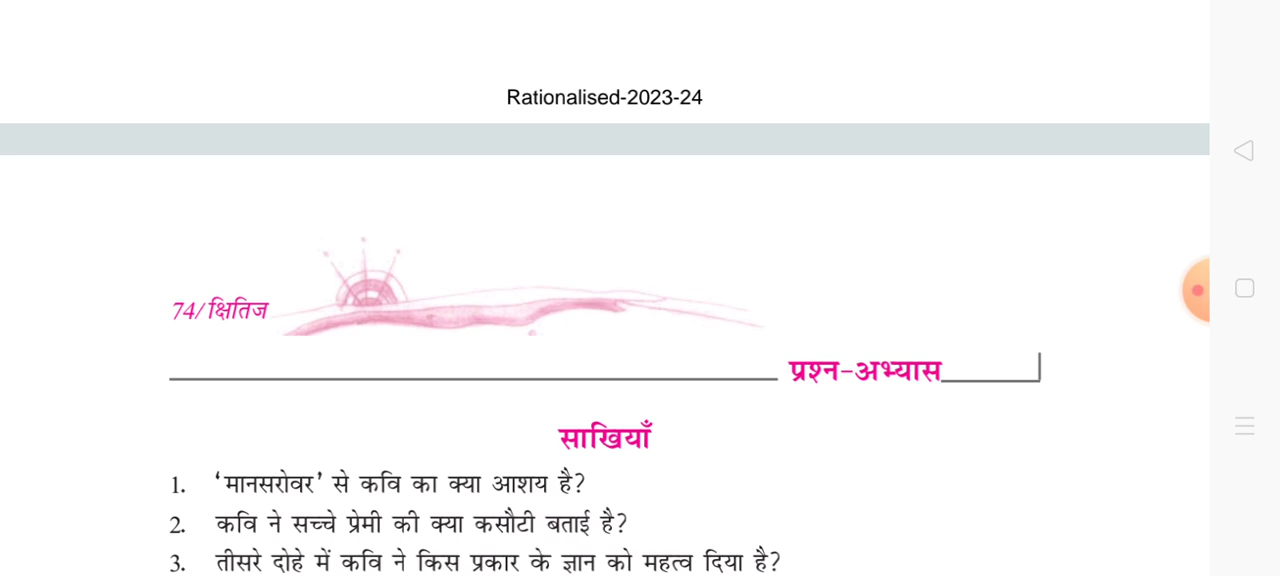 Rationalised-2023-24
74/क्षितिज
प्रश्न-अभ्यास
साखियाँ
1. ‘मानसरोवर’ से कवि का क्या आशय है?
2. कवि ने सच्चे प्रेमी की क्या कसौटी बताई है?
3. तीसरे दोहे में कवि ने किस प्रकार के ज्ञान को महत्व दिया है?